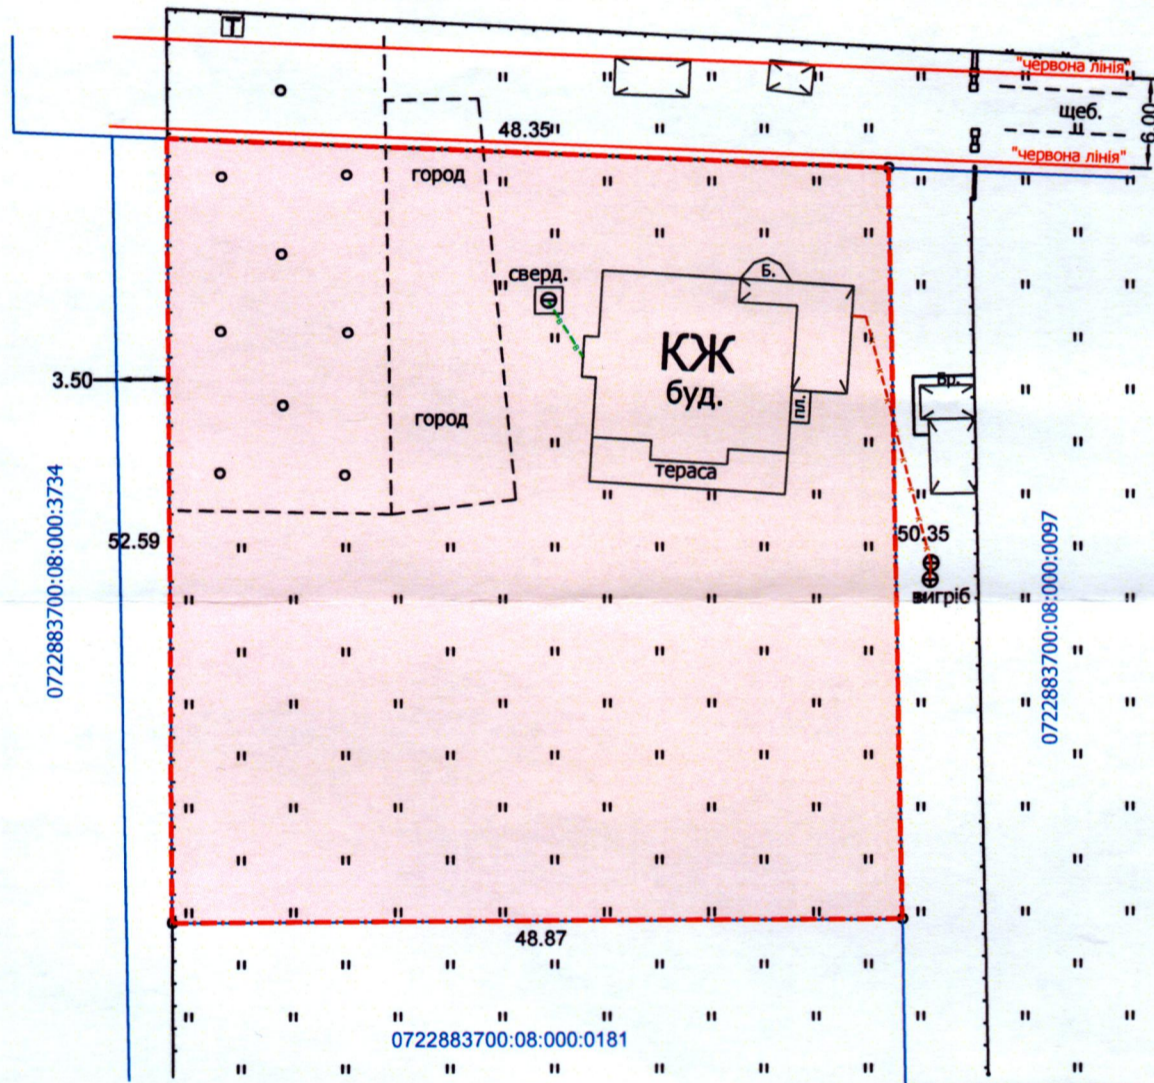 Т
"червона лінія"
щеб.
6.00
48.35
"червона лінія"
город
сверд.
Б.
КЖ
буд.
3.50
Вр.
пл.
город
тераса
0722883700:08:000:3734
52.59
50.35
0722883700:08:000:0097
вигріб
48.87
0722883700:08:000:0181